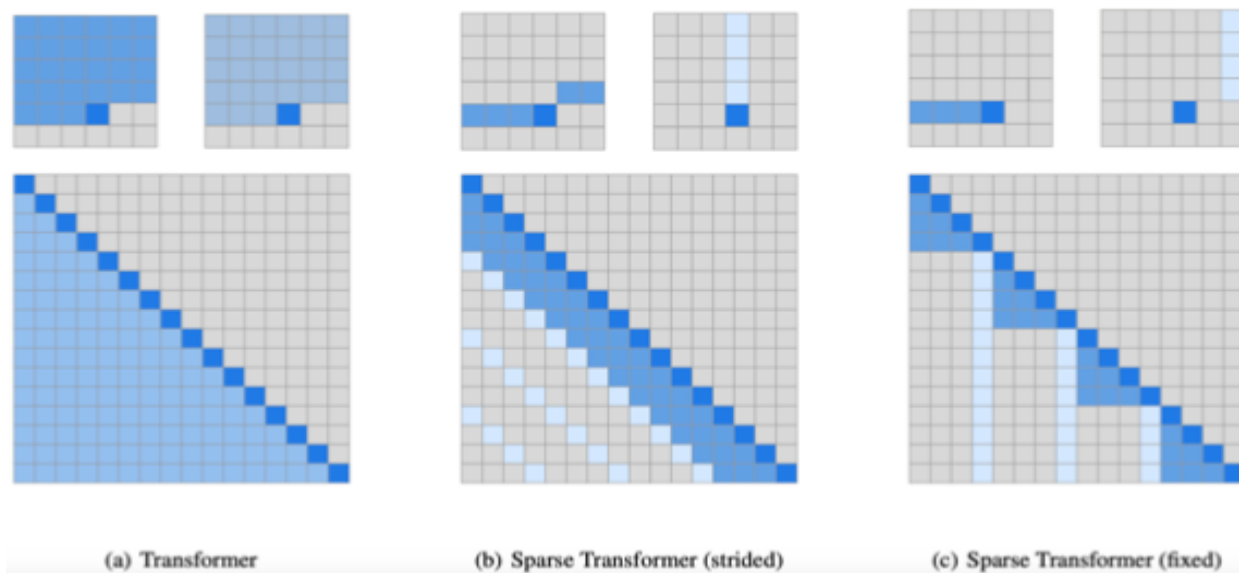 (a) Transformer
(b) Sparse Transformer (strided)
(c) Sparse Transformer (fixed)